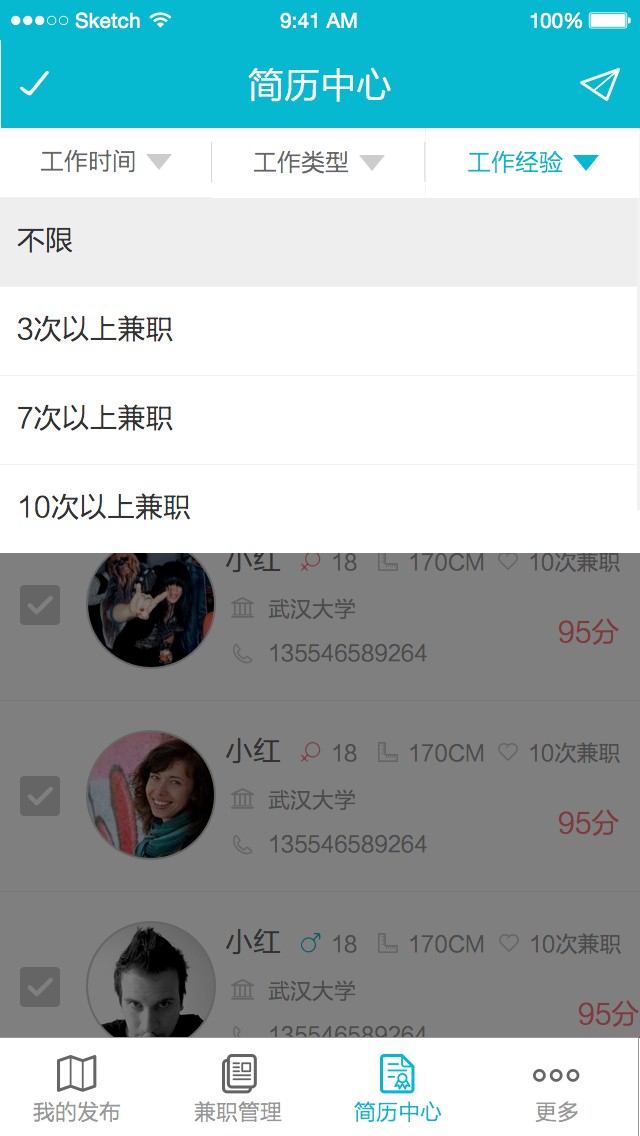 Sketch 9:41 AM 100%
简历中心
工作时间 工作类型 工作经验
不限
3次以上兼职
7次以上兼职
10次以上兼职
小红 18 170CM 10次兼职
武汉大学
95分
135546589264
小红 18 170CM 10次兼职
武汉大学
95分
135546589264
小红 18 170CM 10次兼职
武汉大学
95分
135546589264
我的发布 兼职管理 简历中心 更多